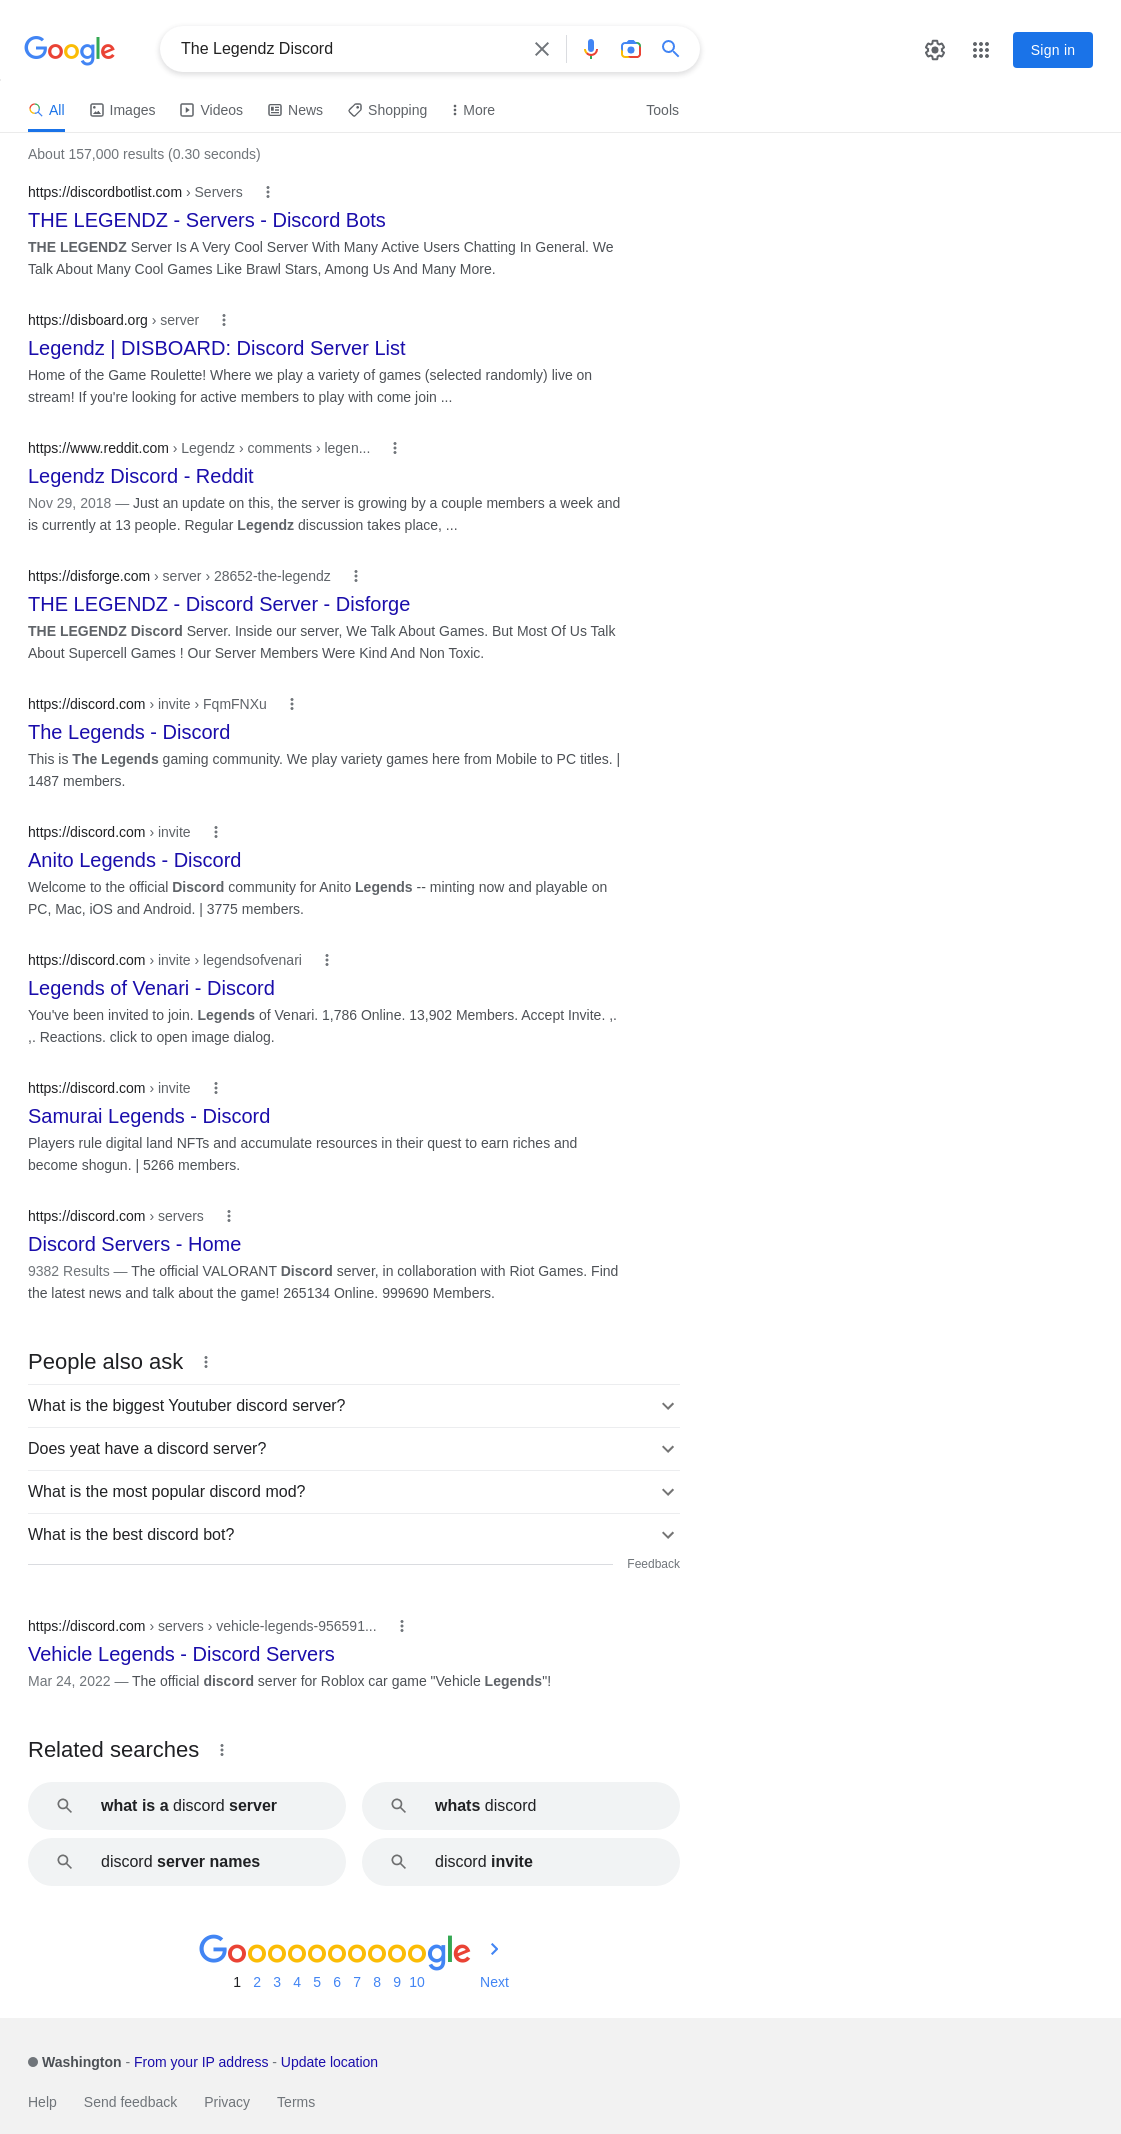 Google
The Legendz Discord
Sign in
All Images Videos News Shopping More Tools
About 157,000 results (0.30 seconds)
https://discordbotlist.com › Servers
THE LEGENDZ - Servers - Discord Bots
THE LEGENDZ Server Is A Very Cool Server With Many Active Users Chatting In General. We
Talk About Many Cool Games Like Brawl Stars, Among Us And Many More.
https://disboard.org › server
Legendz | DISBOARD: Discord Server List
Home of the Game Roulette! Where we play a variety of games (selected randomly) live on
stream! If you're looking for active members to play with come join ...
https://www.reddit.com › Legendz › comments › legen...
Legendz Discord - Reddit
Nov 29, 2018 — Just an update on this, the server is growing by a couple members a week and
is currently at 13 people. Regular Legendz discussion takes place, ...
https://disforge.com › server › 28652-the-legendz
THE LEGENDZ - Discord Server - Disforge
THE LEGENDZ Discord Server. Inside our server, We Talk About Games. But Most Of Us Talk
About Supercell Games ! Our Server Members Were Kind And Non Toxic.
https://discord.com › invite › FqmFNXu
The Legends - Discord
This is The Legends gaming community. We play variety games here from Mobile to PC titles. |
1487 members.
https://discord.com › invite
Anito Legends - Discord
Welcome to the official Discord community for Anito Legends -- minting now and playable on
PC, Mac, iOS and Android. | 3775 members.
https://discord.com › invite › legendsofvenari
Legends of Venari - Discord
You've been invited to join. Legends of Venari. 1,786 Online. 13,902 Members. Accept Invite. ,.
,. Reactions. click to open image dialog.
https://discord.com › invite
Samurai Legends - Discord
Players rule digital land NFTs and accumulate resources in their quest to earn riches and
become shogun. | 5266 members.
https://discord.com › servers
Discord Servers - Home
9382 Results — The official VALORANT Discord server, in collaboration with Riot Games. Find
the latest news and talk about the game! 265134 Online. 999690 Members.
People also ask
What is the biggest Youtuber discord server?
Does yeat have a discord server?
What is the most popular discord mod?
What is the best discord bot?
Feedback
https://discord.com › servers › vehicle-legends-956591...
Vehicle Legends - Discord Servers
Mar 24, 2022 — The official discord server for Roblox car game "Vehicle Legends"!
Related searches
what is a discord server
whats discord
discord server names
discord invite
Goooooooooogle
1 2 3 4 5 6 7 8 9 10 Next
Washington - From your IP address - Update location
Help Send feedback Privacy Terms